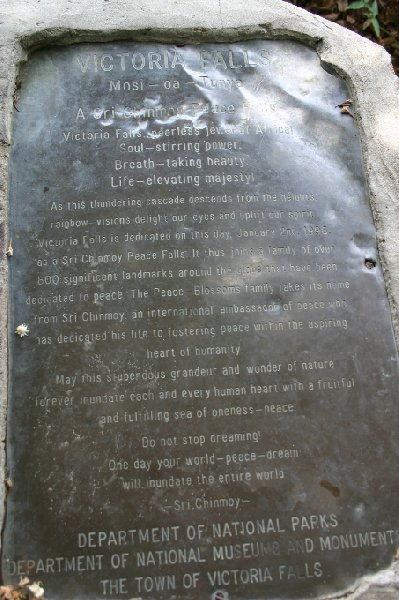 VICTORIA FALLS
Mosi-oa-Tunya
A Sri Chinmoy Peace Falls
Victoria Falls, peerless jewel of Africa!
Soul-stirring power.
Breath-taking beauty.
Life-elevating majesty!
As this thundering cascade descends from the heights,
rainbow-visions delight our eyes and uplift our spirit.
Victoria Falls is dedicated on this day, January 2nd,
as a Sri Chinmoy Peace Falls. It thus joins a family of over
600 significant landmarks around the globe that have been
dedicated to peace. The Peace-Blossoms family takes its name
from Sri Chinmoy, an international ambassador of peace who
has dedicated his life to fostering peace within the aspiring
heart of humanity
May this stupendous grandeur and wonder of nature
forever inundate each and every human heart with a fruitful
and fulfilling sea of oneness-peace
Do not stop dreaming!
One day your world-peace-dream
will inundate the entire world
-Sri Chinmoy-
DEPARTMENT OF NATIONAL PARKS
DEPARTMENT OF NATIONAL MUSEUMS AND MONUMENTS
THE TOWN OF VICTORIA FALLS